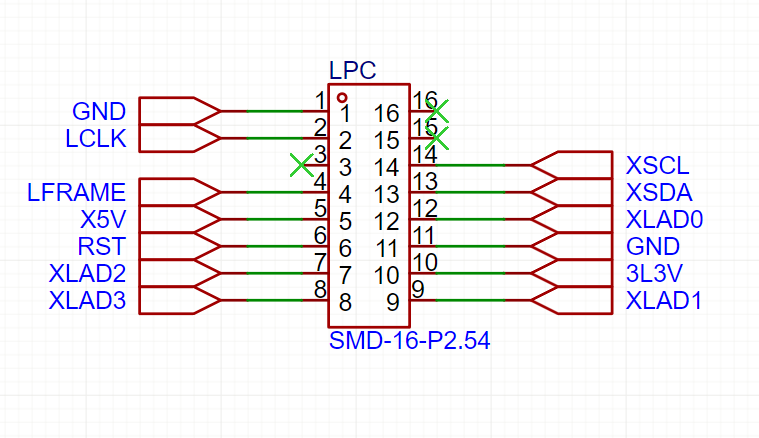 LPC
GND 1 1 16 16
LCLK 2 2 15 15
3 3 14 14 XSCL
LFRAME 4 4 13 13 XSDA
X5V 5 5 12 12 XLAD0
RST 6 6 11 11 GND
XLAD2 7 7 10 10 3L3V
XLAD3 8 8 9 9 XLAD1
SMD-16-P2.54